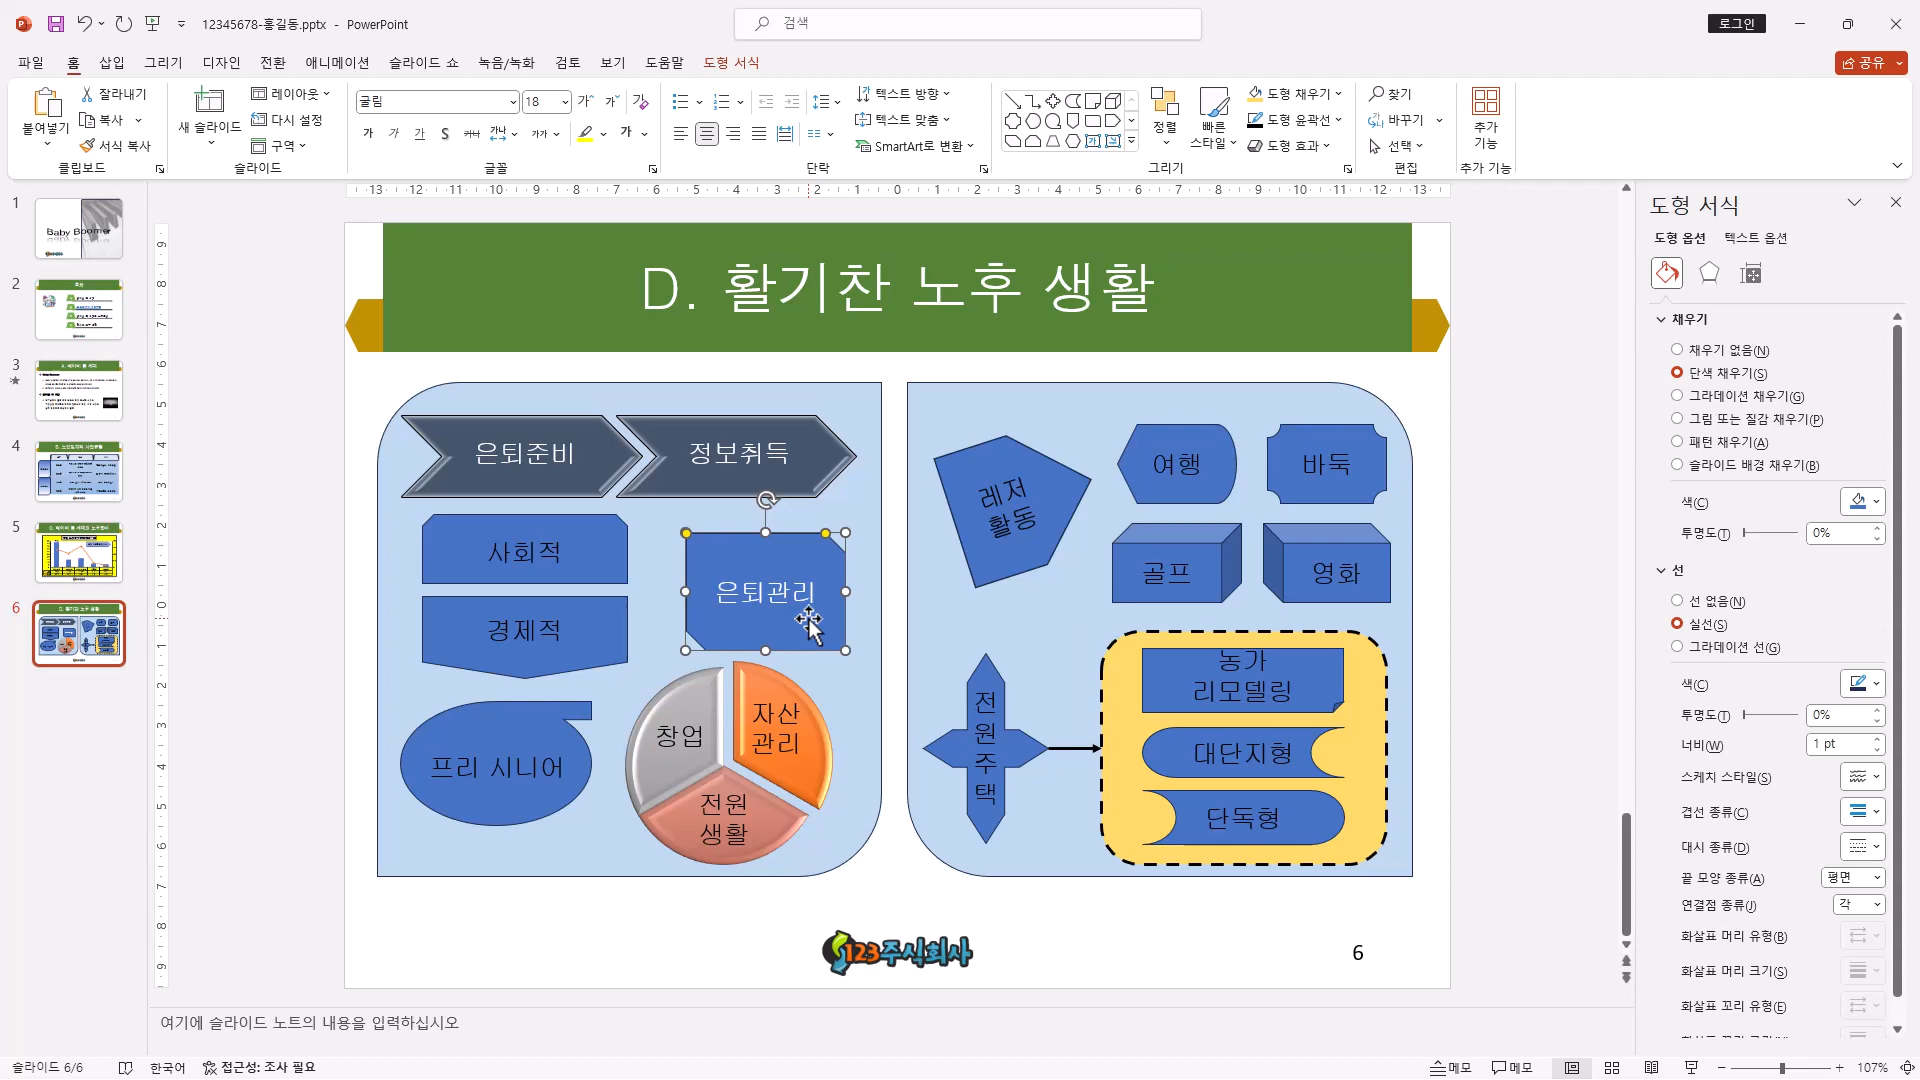 12345678-홍길동.pptx - PowerPoint
검색
로그인
파일 홈 삽입 그리기 디자인 전환 애니메이션 슬라이드 쇼 녹음/녹화 검토 보기 도움말 도형 서식
공유
붙여넣기
잘라내기
복사
서식 복사
클립보드
새 슬라이드
레이아웃
다시 설정
구역
슬라이드
굴림 18
가 가 가 S
글꼴
텍스트 방향
텍스트 맞춤
SmartArt로 변환
단락
정렬
빠른 스타일
도형 채우기
도형 윤곽선
도형 효과
그리기
찾기
바꾸기
선택
편집
추가 기능
추가 기능
1
Baby Boomer
2
3
4
5
6
D. 활기찬 노후 생활
은퇴준비
정보취득
사회적
은퇴관리
경제적
프리 시니어
창업
자산
관리
전원
생활
레저
활동
여행
바둑
골프
영화
전
원
주
택
농가
리모델링
대단지형
단독형
123주식회사
6
여기에 슬라이드 노트의 내용을 입력하십시오
도형 서식
도형 옵션 텍스트 옵션
채우기
채우기 없음(N)
단색 채우기(S)
그라데이션 채우기(G)
그림 또는 질감 채우기(P)
패턴 채우기(A)
슬라이드 배경 채우기(B)
색(C)
투명도(T) 0%
선
선 없음(N)
실선(S)
그라데이션 선(G)
색(C)
투명도(T) 0%
너비(W) 1 pt
스케치 스타일(S)
겹선 종류(C)
대시 종류(D)
끝 모양 종류(A) 평면
연결점 종류(J) 각
화살표 머리 유형(B)
화살표 머리 크기(S)
화살표 꼬리 유형(E)
슬라이드 6/6 한국어 접근성: 조사 필요
메모 메모 107%